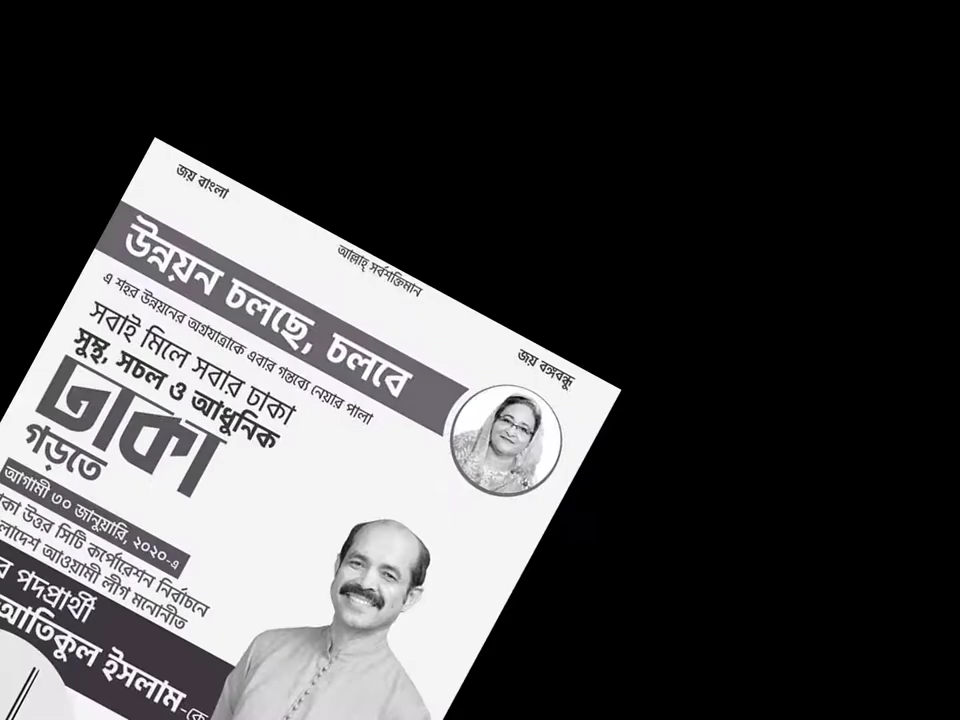 জয় বাংলা
আল্লাহ্ সর্বশক্তিমান
জয় বঙ্গবন্ধু
উন্নয়ন চলছে, চলবে
এ শহর উন্নয়নের অগ্রযাত্রাকে এবার গন্তব্যে নেয়ার পালা
সবাই মিলে সবার ঢাকা
সুস্থ, সচল ও আধুনিক
ঢাকা
গড়তে
আগামী ৩০ জানুয়ারি, ২০২০-এ
উত্তর সিটি কর্পোরেশন নির্বাচনে
আওয়ামী লীগ মনোনীত
পদপ্রার্থী
আতিকুল ইসলাম-কে